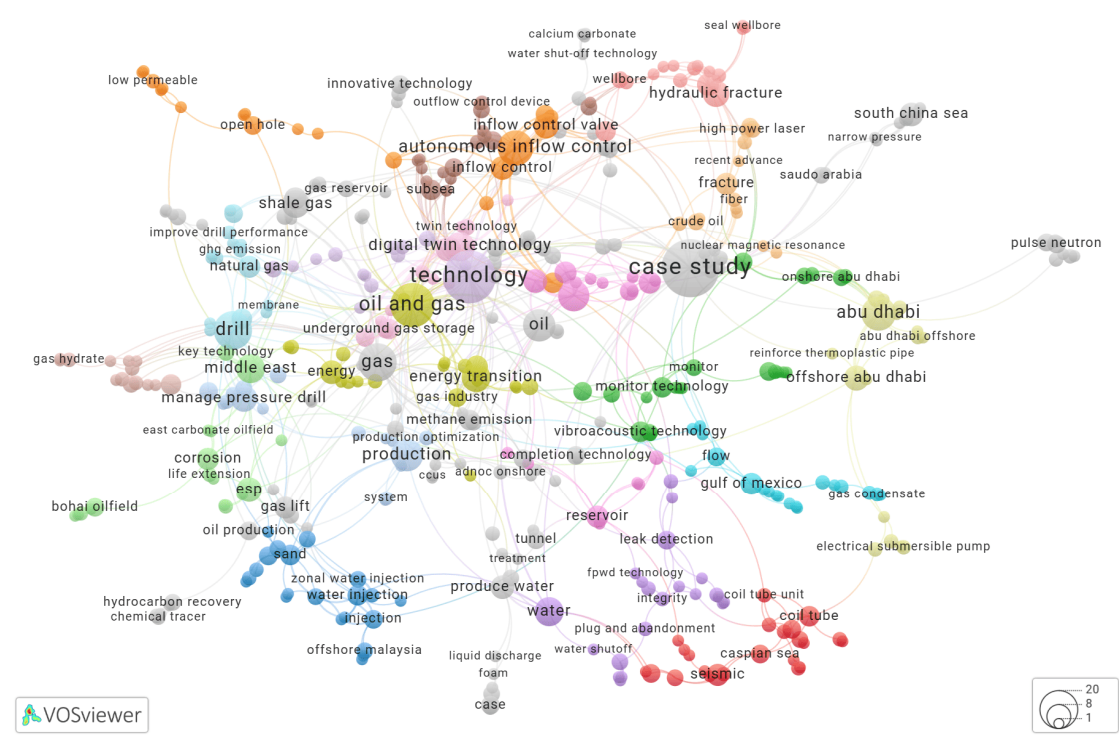 seal wellbore
calcium carbonate
water shut-off technology
low permeable
innovative technology
wellbore
hydraulic fracture
outflow control device
south china sea
open hole
inflow control valve
high power laser
narrow pressure
autonomous inflow control
recent advance
inflow control
saudo arabia
fracture
gas reservoir
subsea
shale gas
fiber
crude oil
twin technology
improve drill performance
digital twin technology
nuclear magnetic resonance
pulse neutron
ghg emission
natural gas
technology
case study
onshore abu dhabi
membrane
oil and gas
abu dhabi
drill
underground gas storage
oil
abu dhabi offshore
key technology
reinforce thermoplastic pipe
gas hydrate
middle east
gas
energy
energy transition
monitor
offshore abu dhabi
monitor technology
manage pressure drill
gas industry
methane emission
east carbonate oilfield
production optimization
vibroacoustic technology
corrosion
production
completion technology
flow
life extension
ccus
adnoc onshore
gulf of mexico
esp
system
gas condensate
bohai oilfield
gas lift
reservoir
oil production
tunnel
leak detection
electrical submersible pump
sand
treatment
zonal water injection
fpwd technology
produce water
water injection
integrity
coil tube unit
hydrocarbon recovery
water
coil tube
chemical tracer
injection
plug and abandonment
offshore malaysia
liquid discharge
water shutoff
caspian sea
foam
seismic
case
VOSviewer
20
8
1